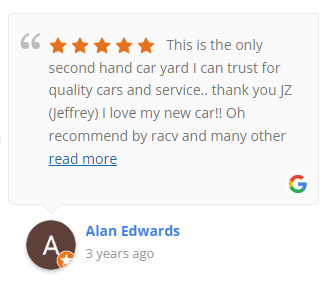 “ This is the only
second hand car yard I can trust for
quality cars and service.. thank you JZ
(Jeffrey) I love my new car!! Oh
recommend by racv and many other
read more
G
A
Alan Edwards
3 years ago